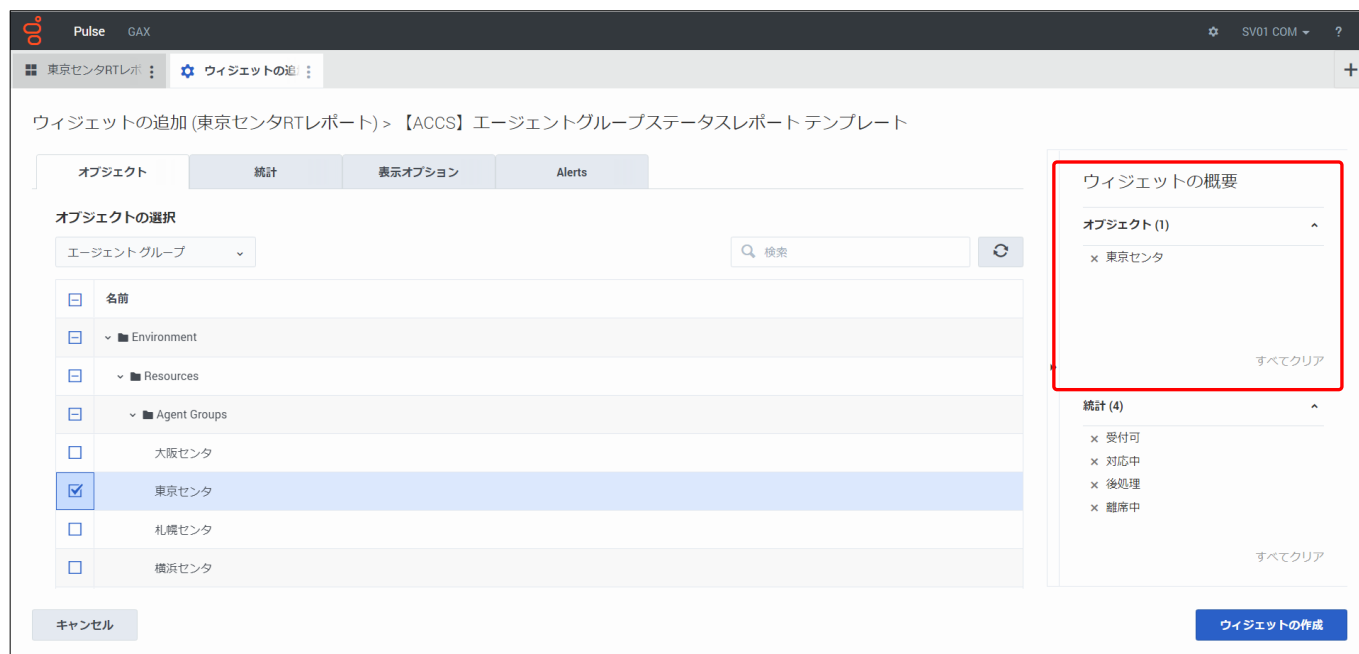 Pulse GAX SV01 COM ?
東京センタRTレポ ウィジェットの追 +
ウィジェットの追加 (東京センタRTレポート) > 【ACCS】エージェントグループステータスレポート テンプレート
オブジェクト 統計 表示オプション Alerts
オブジェクトの選択
エージェント グループ 検索
名前
Environment
Resources
Agent Groups
大阪センタ
東京センタ
札幌センタ
横浜センタ
ウィジェットの概要
オブジェクト (1)
× 東京センタ
すべてクリア
統計 (4)
× 受付可
× 対応中
× 後処理
× 離席中
すべてクリア
キャンセル ウィジェットの作成